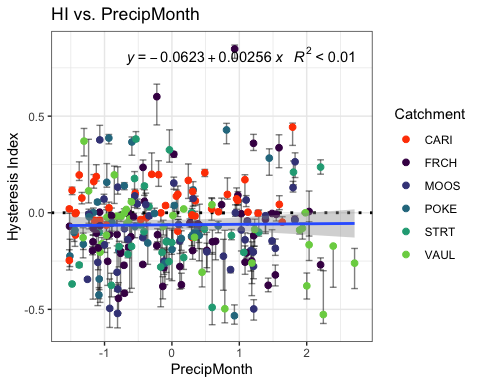 HI vs. PrecipMonth
y = − 0.0623 + 0.00256 x R² < 0.01
Hysteresis Index
0.5
0.0
-0.5
-1
0
1
2
PrecipMonth
Catchment
CARI
FRCH
MOOS
POKE
STRT
VAUL